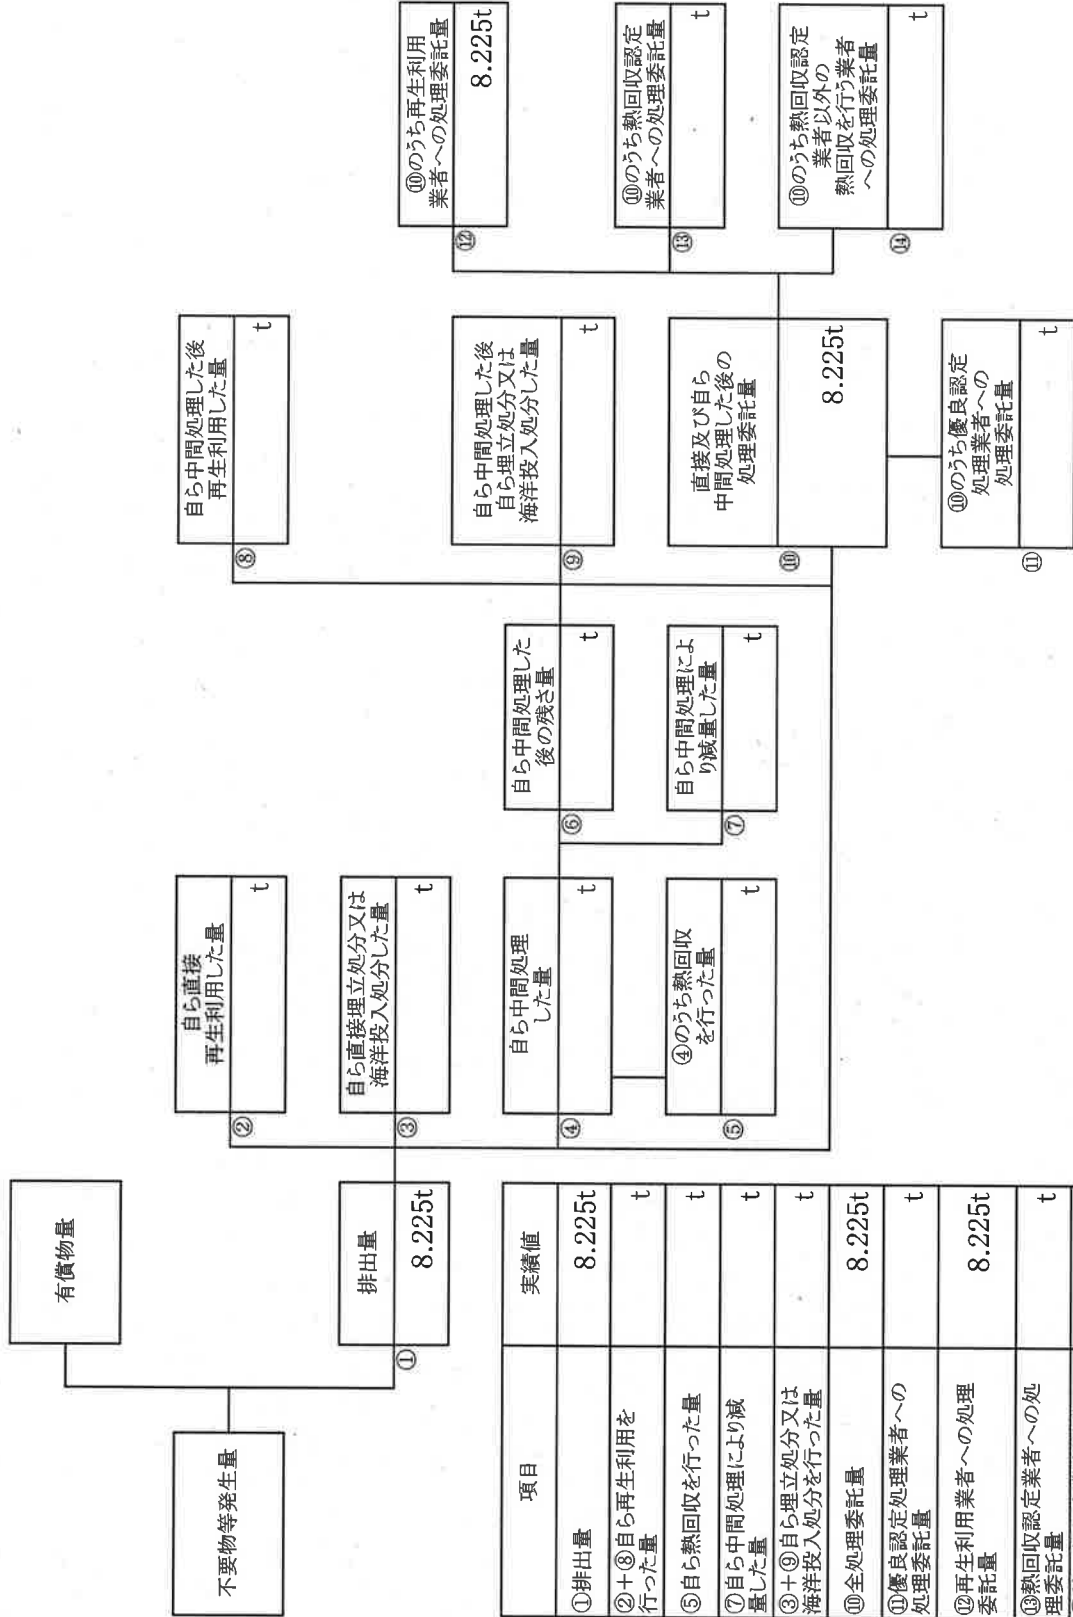 不要物等発生量
有償物量
排出量
①
8.225t
自ら直接
再生利用した量
②
t
自ら直接埋立処分又は
海洋投入処分した量
③
t
自ら中間処理
した量
④
t
④のうち熱回収
を行った量
⑤
t
自ら中間処理した
後の残さ量
⑥
t
自ら中間処理によ
り減量した量
⑦
t
自ら中間処理した後
再生利用した量
⑧
t
自ら中間処理した後
自ら埋立処分又は
海洋投入処分した量
⑨
t
直接及び自ら
中間処理した後の
処理委託量
⑩
8.225t
⑩のうち優良認定
処理業者への
処理委託量
⑪
t
⑩のうち再生利用
業者への処理委託量
⑫
8.225t
⑩のうち熱回収認定
業者への処理委託量
⑬
t
⑩のうち熱回収認定
業者以外の
熱回収を行う業者
への処理委託量
⑭
t
項目 実績値
①排出量 8.225t
②+⑧自ら再生利用を
行った量 t
⑤自ら熱回収を行った量 t
⑦自ら中間処理により減
量した量 t
③+⑨自ら埋立処分又は
海洋投入処分を行った量 t
⑩全処理委託量 8.225t
⑪優良認定処理業者への
処理委託量 t
⑫再生利用業者への処理
委託量 8.225t
⑬熱回収認定業者への処
理委託量 t